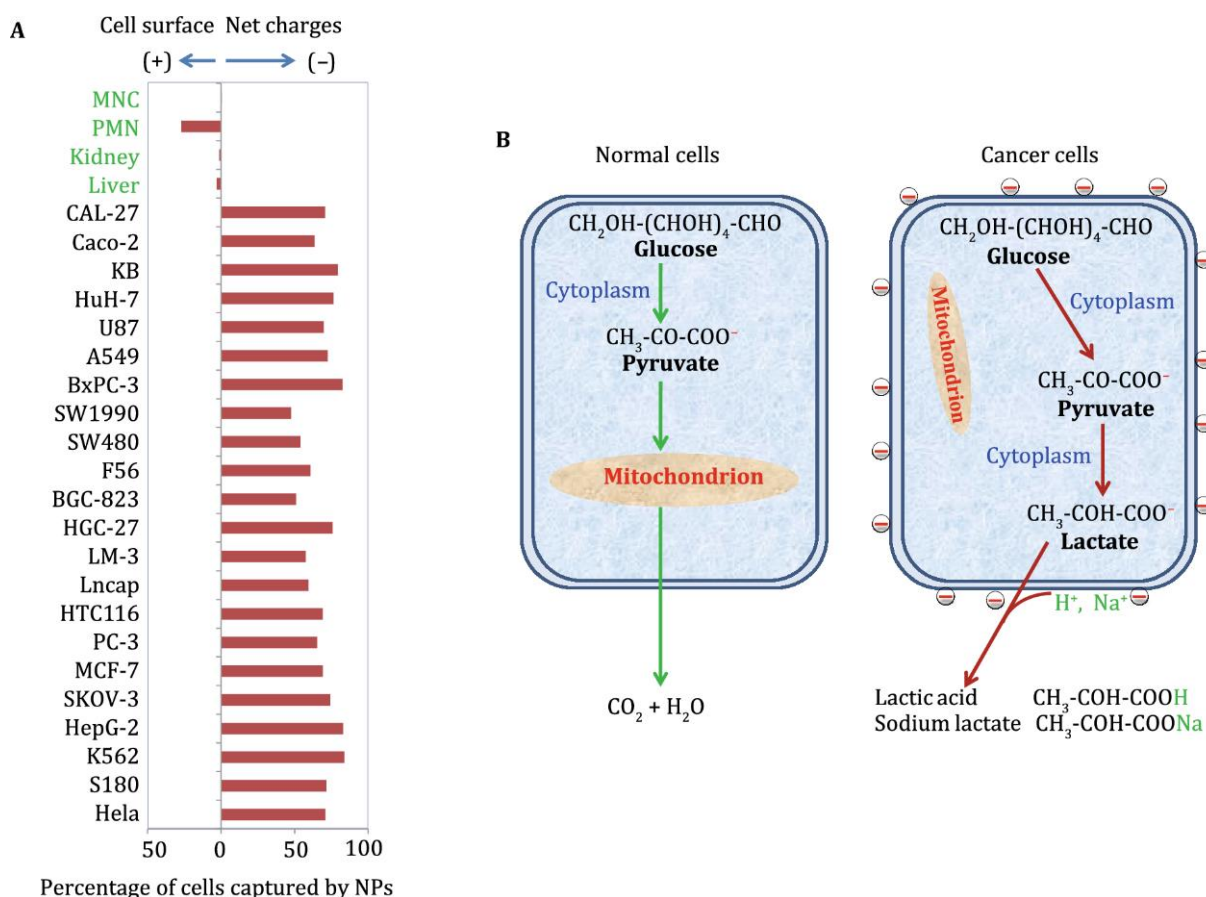 A
Cell surface Net charges
(+) (−)
MNC
PMN
Kidney
Liver
CAL-27
Caco-2
KB
HuH-7
U87
A549
BxPC-3
SW1990
SW480
F56
BGC-823
HGC-27
LM-3
Lncap
HTC116
PC-3
MCF-7
SKOV-3
HepG-2
K562
S180
Hela
50 0 50 100
Percentage of cells captured by NPs
B
Normal cells
CH₂OH-(CHOH)₄-CHO
Glucose
Cytoplasm
CH₃-CO-COO⁻
Pyruvate
Mitochondrion
CO₂ + H₂O
Cancer cells
CH₂OH-(CHOH)₄-CHO
Glucose
Mitochondrion
Cytoplasm
CH₃-CO-COO⁻
Pyruvate
Cytoplasm
CH₃-COH-COO⁻
Lactate
H⁺, Na⁺
Lactic acid CH₃-COH-COOH
Sodium lactate CH₃-COH-COONa